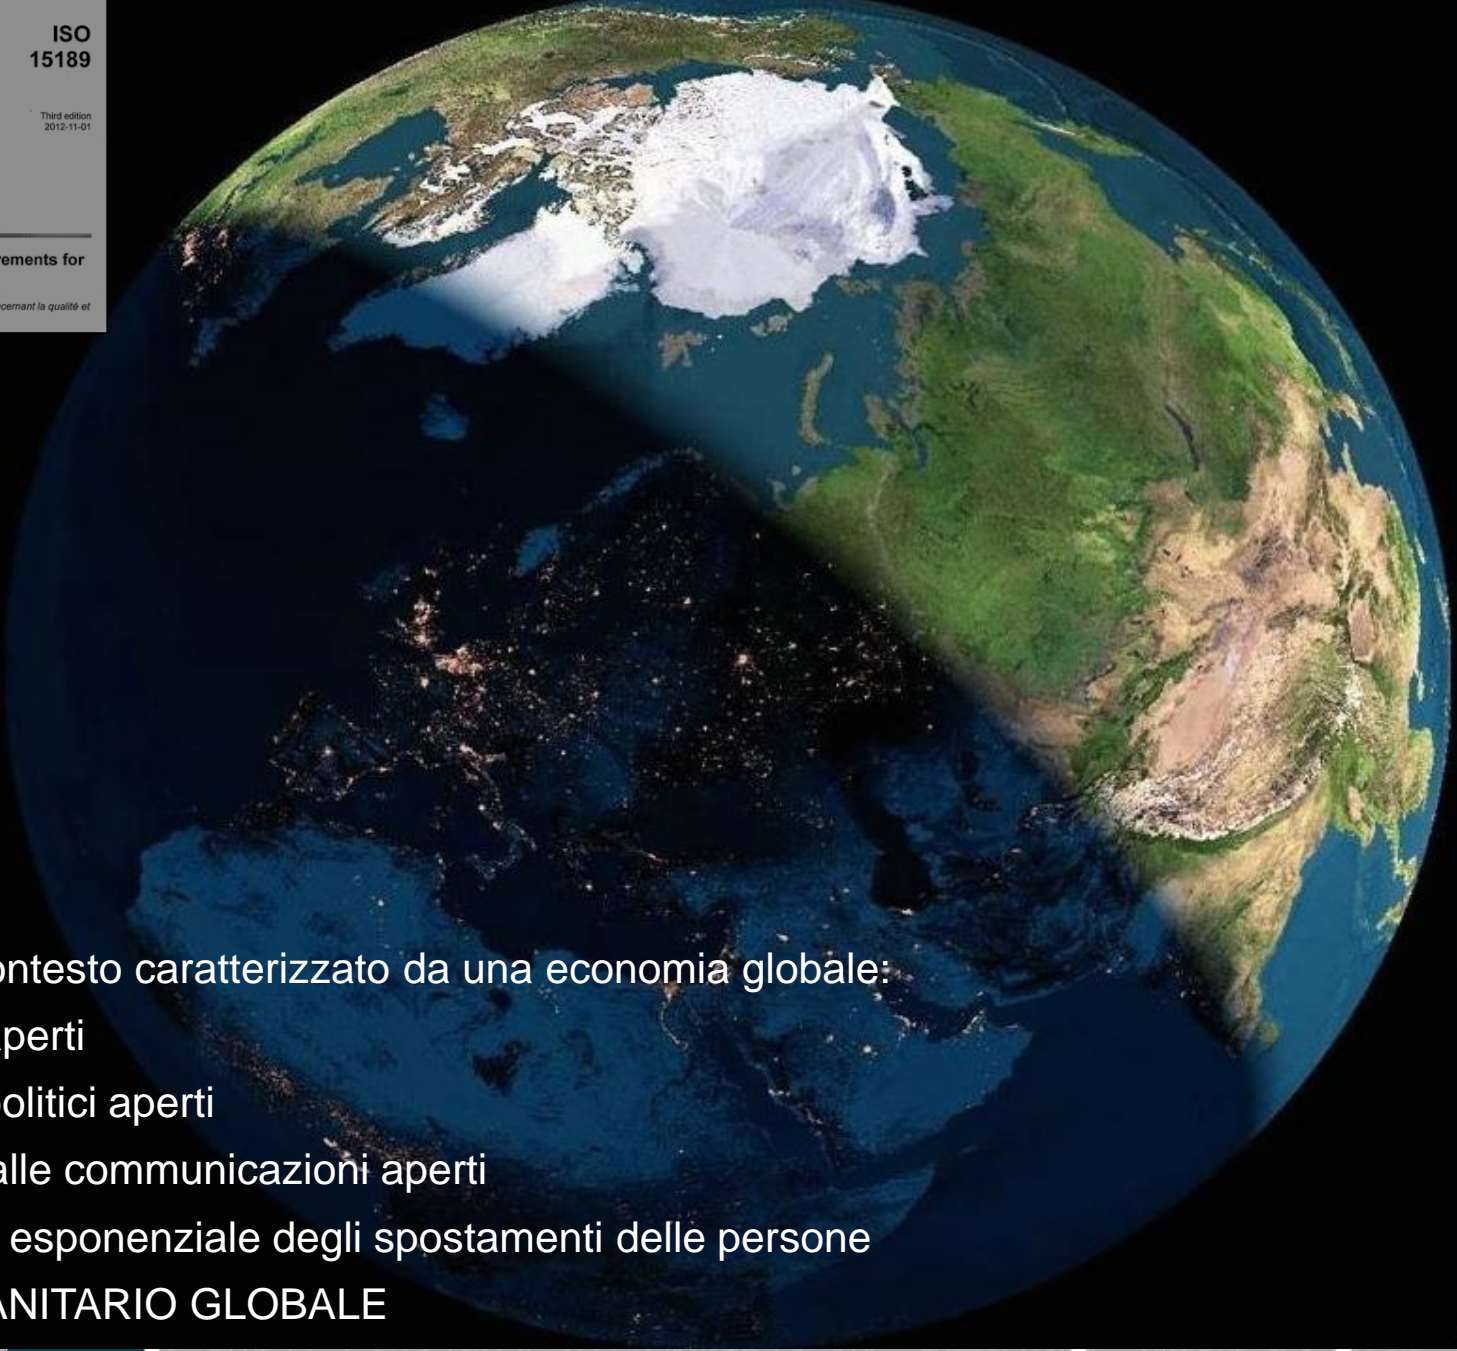 ISO
15189
Third edition
2012-11-01
ements for
cernant la qualité et
ontesto caratterizzato da una economia globale:
perti
olitici aperti
alle communicazioni aperti
esponenziale degli spostamenti delle persone
ANITARIO GLOBALE